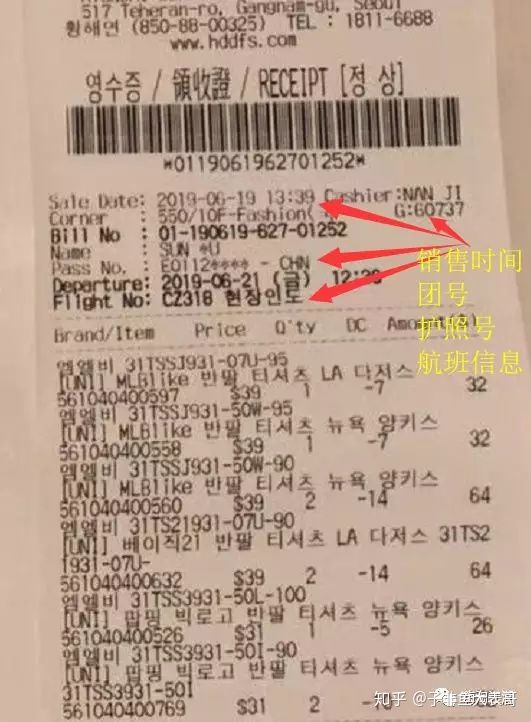 517 Teheran-ro, Gangnam-gu, Seoul
황해연 (850-88-00325) TEL : 1811-6688
www.hddfs.com
영수증 / 領收證 / RECEIPT [정 상]
*0119061962701252*
Sale Date: 2019-06-19 13:39 Cashier:NAN JI
Corner : 550/10F-Fashion( G:60737
Bill No : 01-190619-627-01252
Name : SUN *U
Pass No. : E0112**** - CHN
Departure: 2019-06-21 (금) 12:
Flight No: CZ318 현장인도
销售时间
团号
护照号
航班信息
Brand/Item Price Q'ty DC Amount($)
엠엘비 31TSSJ931-07U-95
[UNI] MLBlike 반팔 티셔츠 LA 다저스
561040400597 $39 1 -7 32
엠엘비 31TSSJ931-50W-95
[UNI] MLBlike 반팔 티셔츠 뉴욕 양키스
561040400558 $39 1 -7 32
엠엘비 31TSSJ931-50W-90
[UNI] MLBlike 반팔 티셔츠 뉴욕 양키스
561040400560 $39 2 -14 64
엠엘비 31TS21931-07U-90
[UNI] 베이직21 반팔 티셔츠 LA 다저스 31TS2
1931-07U-
561040400632 $39 2 -14 64
엠엘비 31TSS3931-50L-100
[UNI] 팝핑 빅로고 반팔 티셔츠 뉴욕 양키스
561040400526 $31 1 -5 26
엠엘비 31TSS3931-50I-90
[UNI] 팝핑 빅로고 반팔 티셔츠 뉴욕 양키스
31TSS3931-50I
561040400769 $31 2
知乎